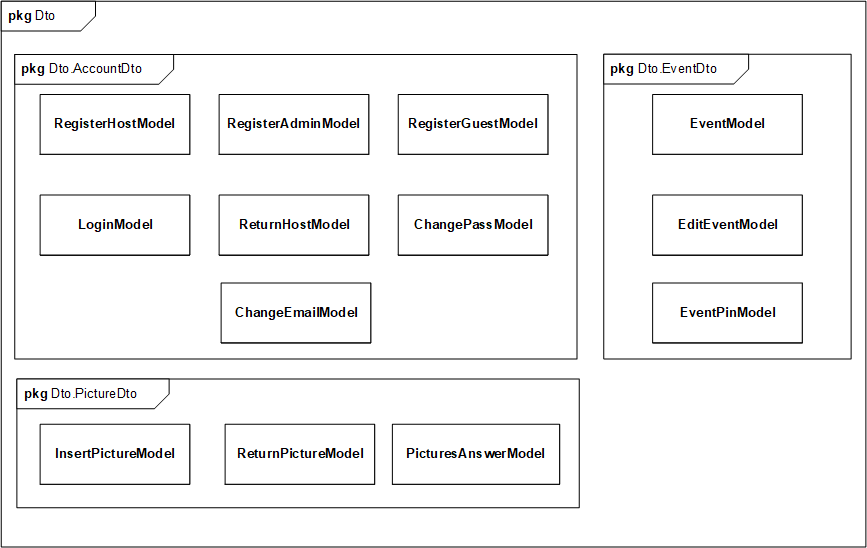 pkg Dto
pkg Dto.AccountDto
RegisterHostModel
RegisterAdminModel
RegisterGuestModel
LoginModel
ReturnHostModel
ChangePassModel
ChangeEmailModel
pkg Dto.EventDto
EventModel
EditEventModel
EventPinModel
pkg Dto.PictureDto
InsertPictureModel
ReturnPictureModel
PicturesAnswerModel